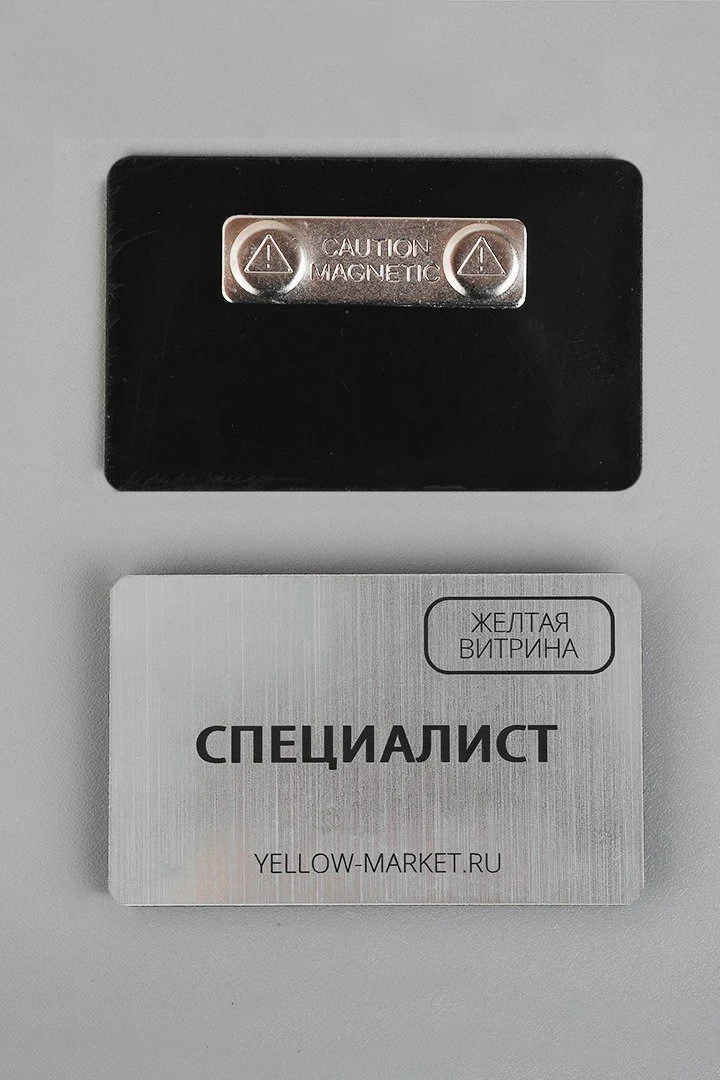 CAUTION
MAGNETIC
ЖЕЛТАЯ
ВИТРИНА
СПЕЦИАЛИСТ
YELLOW-MARKET.RU